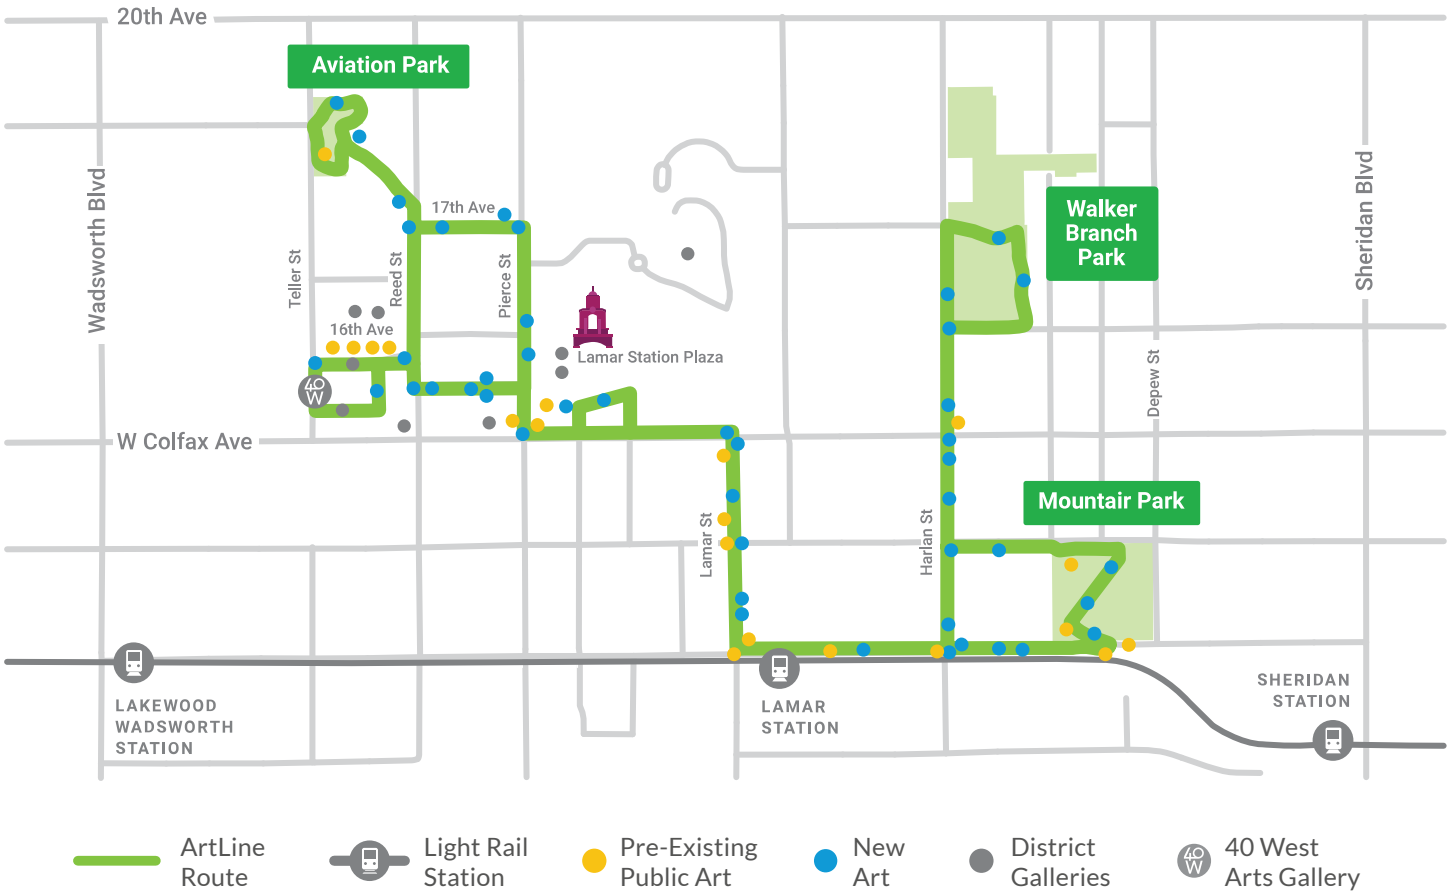 20th Ave
Aviation Park
Wadsworth Blvd
Sheridan Blvd
Walker
Branch
Park
17th Ave
Teller St
Reed St
Pierce St
16th Ave
Lamar Station Plaza
Depew St
40
W
W Colfax Ave
Mountair Park
Lamar St
Harlan St
LAKEWOOD
WADSWORTH
STATION
LAMAR
STATION
SHERIDAN
STATION
ArtLine
Route
Light Rail
Station
Pre-Existing
Public Art
New
Art
District
Galleries
40
W
40 West
Arts Gallery